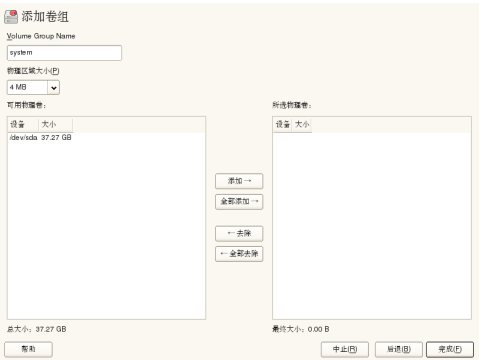 添加卷组
Volume Group Name
system
物理区域大小(P)
4 MB
可用物理卷：
所选物理卷：
设备 大小
设备 大小
/dev/sda 37.27 GB
添加 →
全部添加 →
← 去除
← 全部去除
总大小：37.27 GB
最终大小：0.00 B
帮助
中止(R)
后退(B)
完成(F)